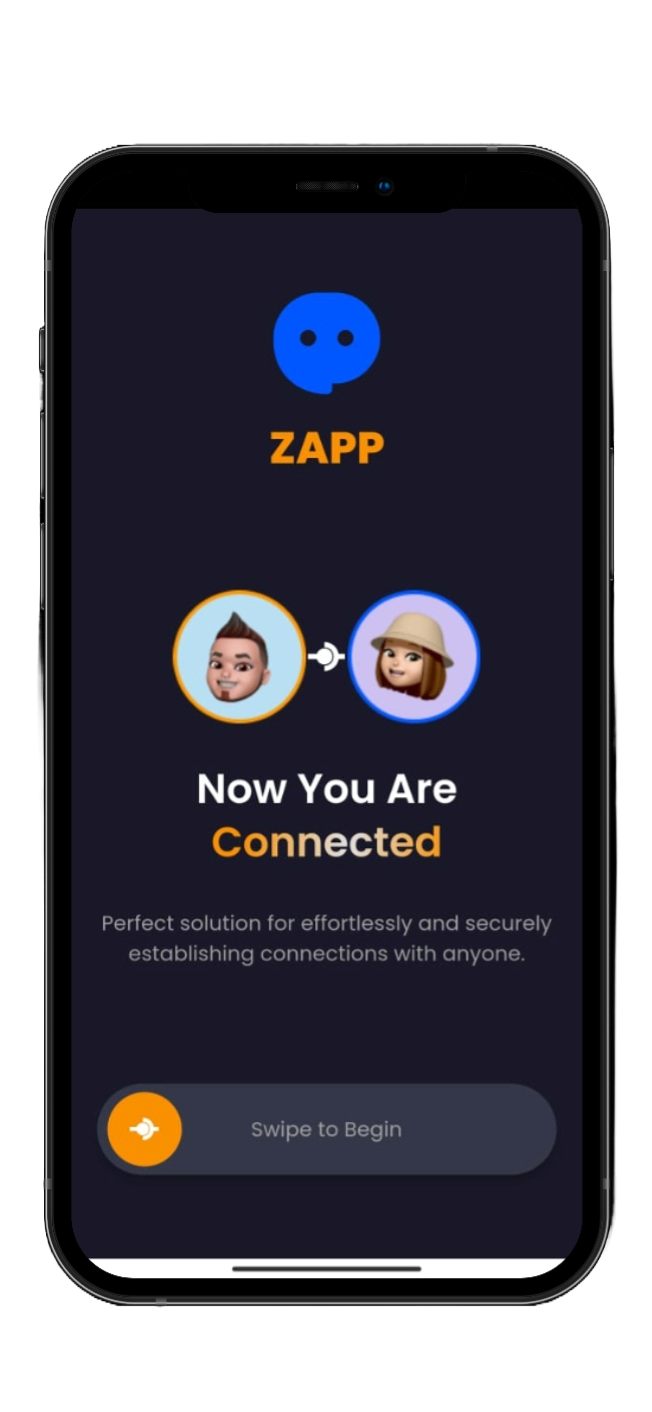 ZAPP
Now You Are
Connected
Perfect solution for effortlessly and securely
establishing connections with anyone.
Swipe to Begin